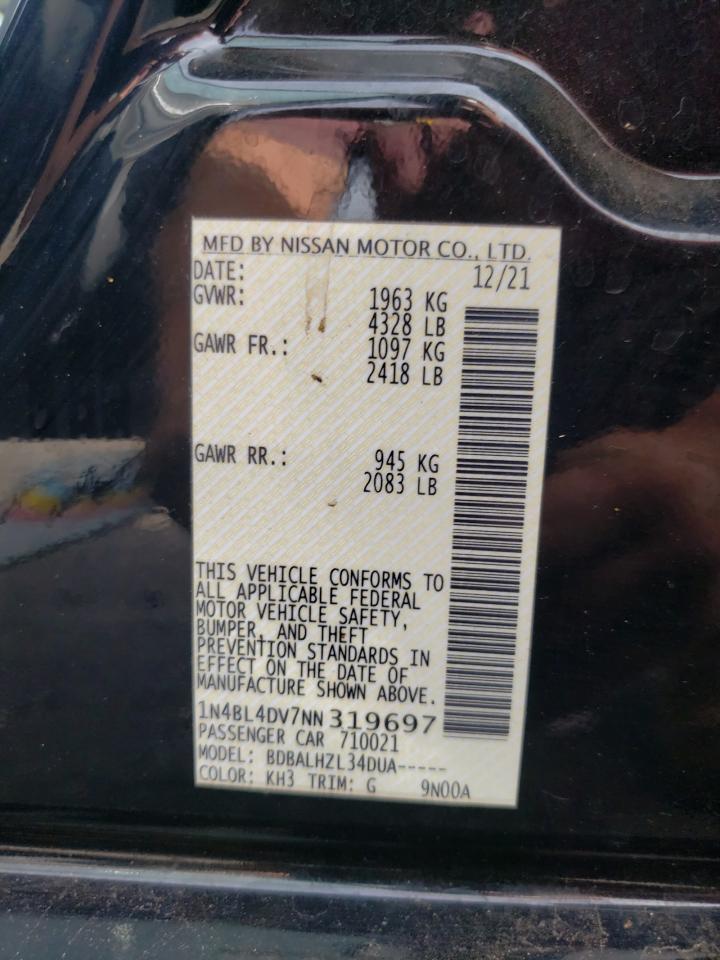 MFD BY NISSAN MOTOR CO., LTD.
DATE: 12/21
GVWR: 1963 KG
4328 LB
GAWR FR.: 1097 KG
2418 LB
GAWR RR.: 945 KG
2083 LB
THIS VEHICLE CONFORMS TO
ALL APPLICABLE FEDERAL
MOTOR VEHICLE SAFETY,
BUMPER, AND THEFT
PREVENTION STANDARDS IN
EFFECT ON THE DATE OF
MANUFACTURE SHOWN ABOVE.
1N4BL4DV7NN319697
PASSENGER CAR 710021
MODEL: BDBALHZL34DUA-----
COLOR: KH3 TRIM: G 9N00A